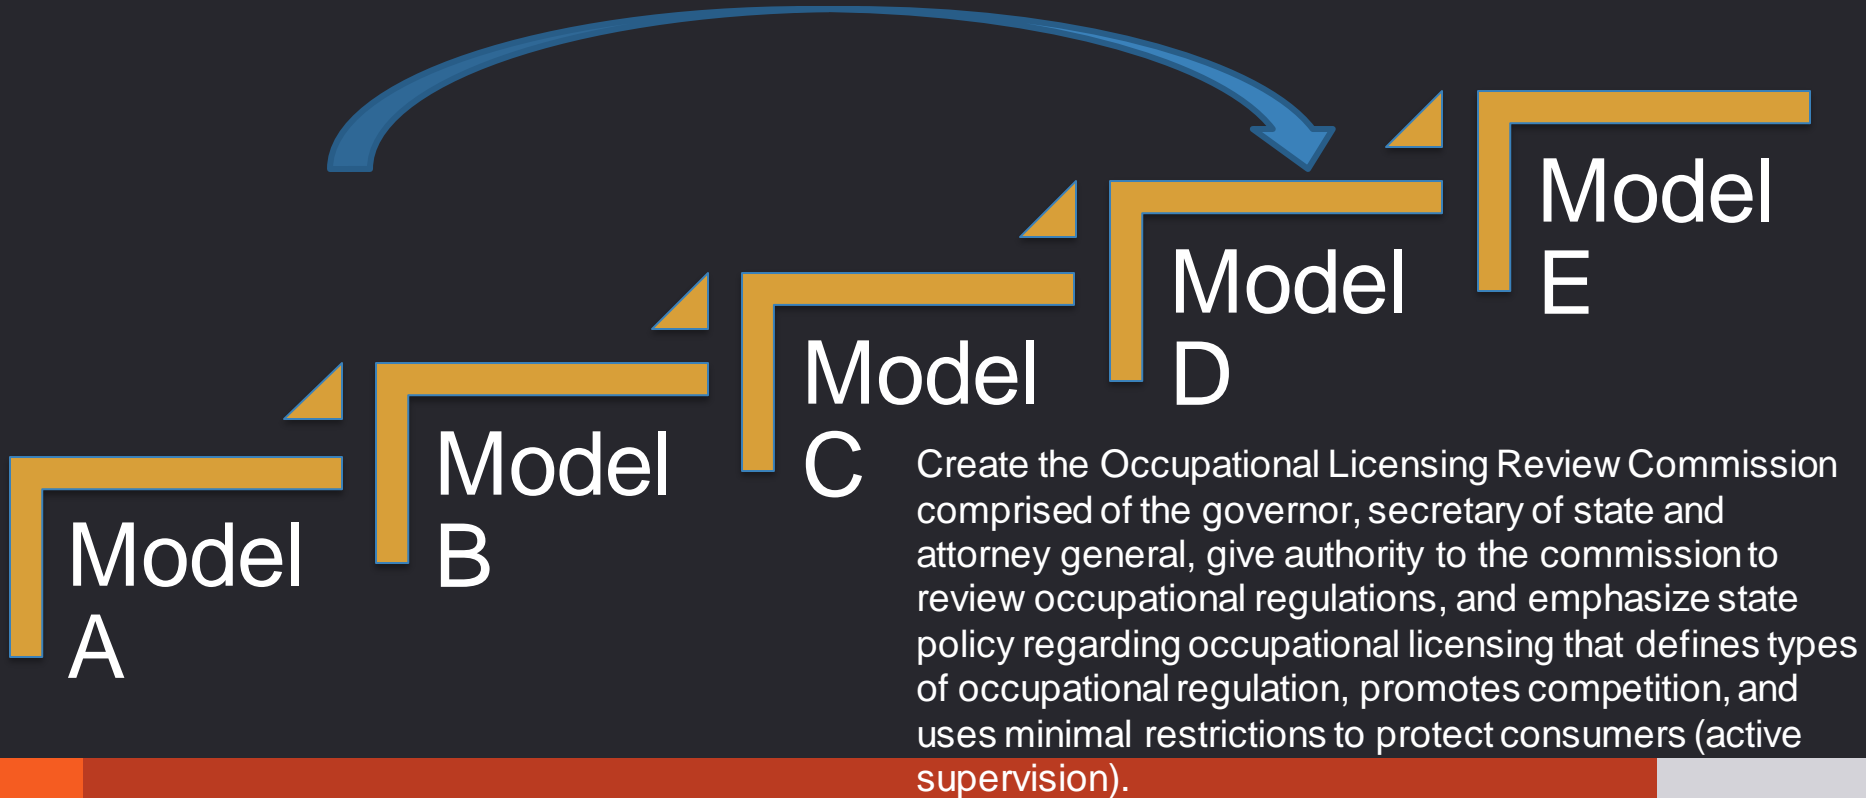 Model
A
Model
B
Model
C
Model
D
Model
E
Create the Occupational Licensing Review Commission
comprised of the governor, secretary of state and
attorney general, give authority to the commission to
review occupational regulations, and emphasize state
policy regarding occupational licensing that defines types
of occupational regulation, promotes competition, and
uses minimal restrictions to protect consumers (active
supervision).